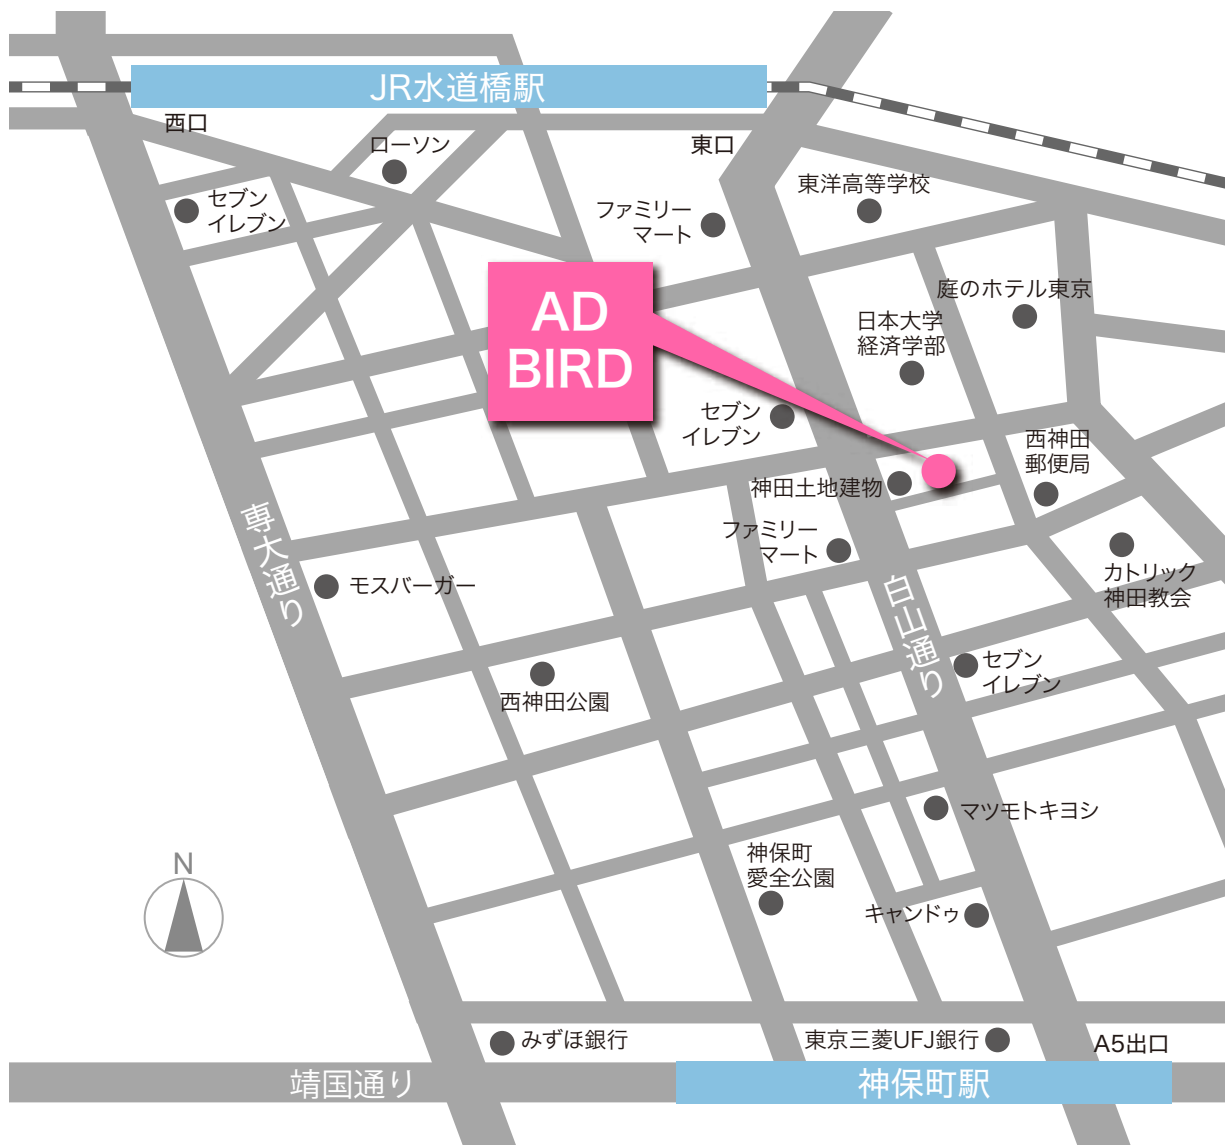 JR水道橋駅
西口
ローソン
東口
セブン
イレブン
ファミリー
マート
東洋高等学校
AD
BIRD
庭のホテル東京
日本大学
経済学部
セブン
イレブン
西神田
郵便局
神田土地建物
専大通り
ファミリー
マート
モスバーガー
カトリック
神田教会
白山通り
セブン
イレブン
西神田公園
マツモトキヨシ
N
神保町
愛全公園
キャンドゥ
みずほ銀行
東京三菱UFJ銀行
A5出口
靖国通り
神保町駅